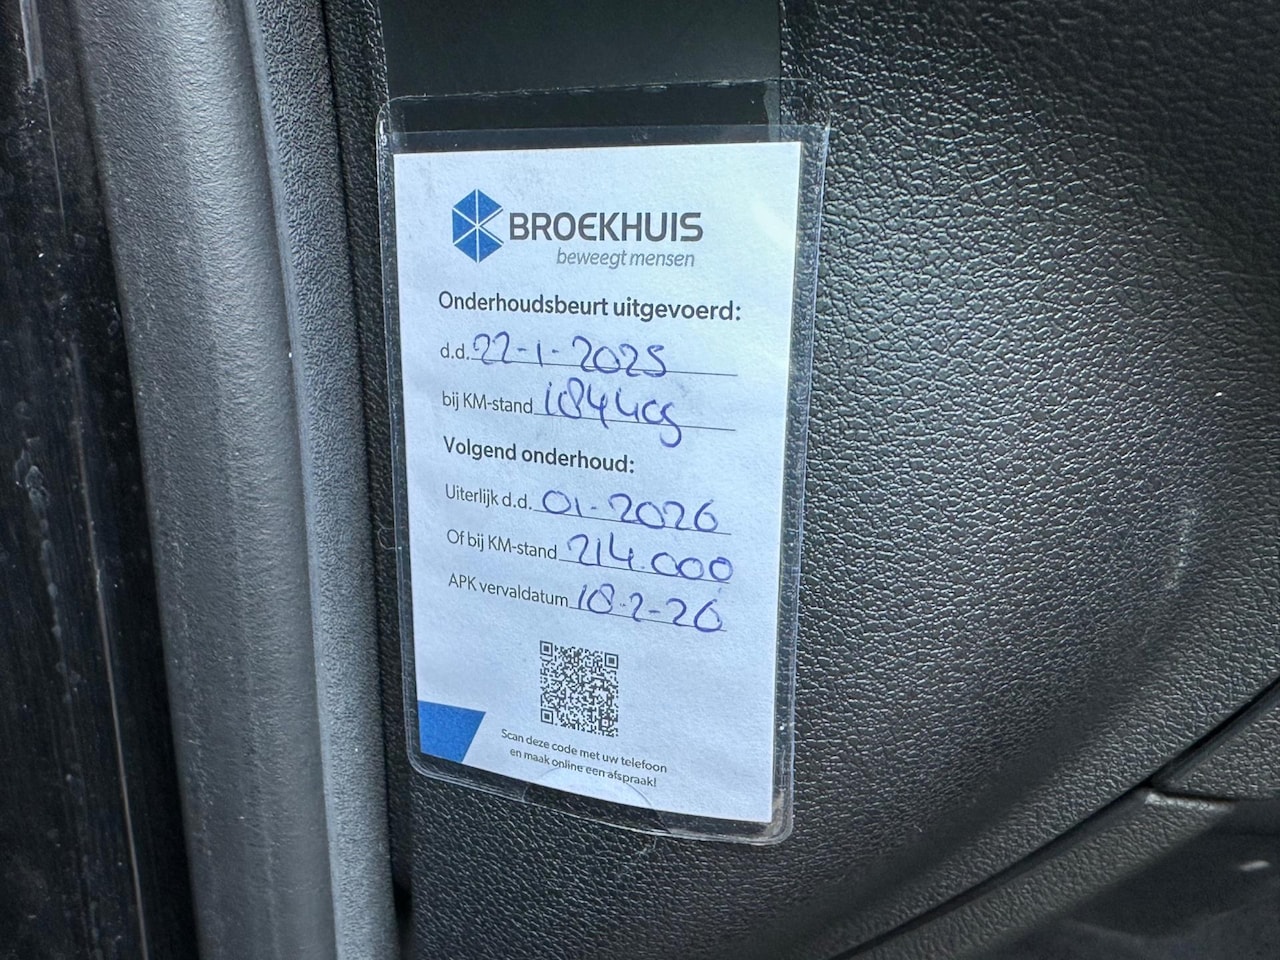 BROEKHUIS
beweegt mensen
Onderhoudsbeurt uitgevoerd:
d.d. 22-1-2025
bij KM-stand 184409
Volgend onderhoud:
Uiterlijk d.d. 01-2026
Of bij KM-stand 214.000
APK vervaldatum 18-2-26
Scan deze code met uw telefoon
en maak online een afspraak!